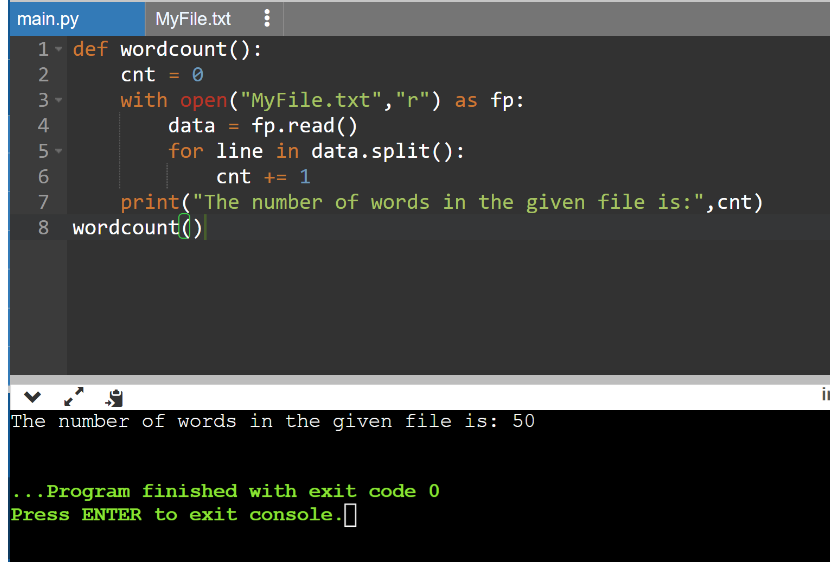 main.py MyFile.txt
1 def wordcount():
2     cnt = 0
3     with open("MyFile.txt","r") as fp:
4         data = fp.read()
5         for line in data.split():
6             cnt += 1
7     print("The number of words in the given file is:",cnt)
8 wordcount()
The number of words in the given file is: 50
...Program finished with exit code 0
Press ENTER to exit console.